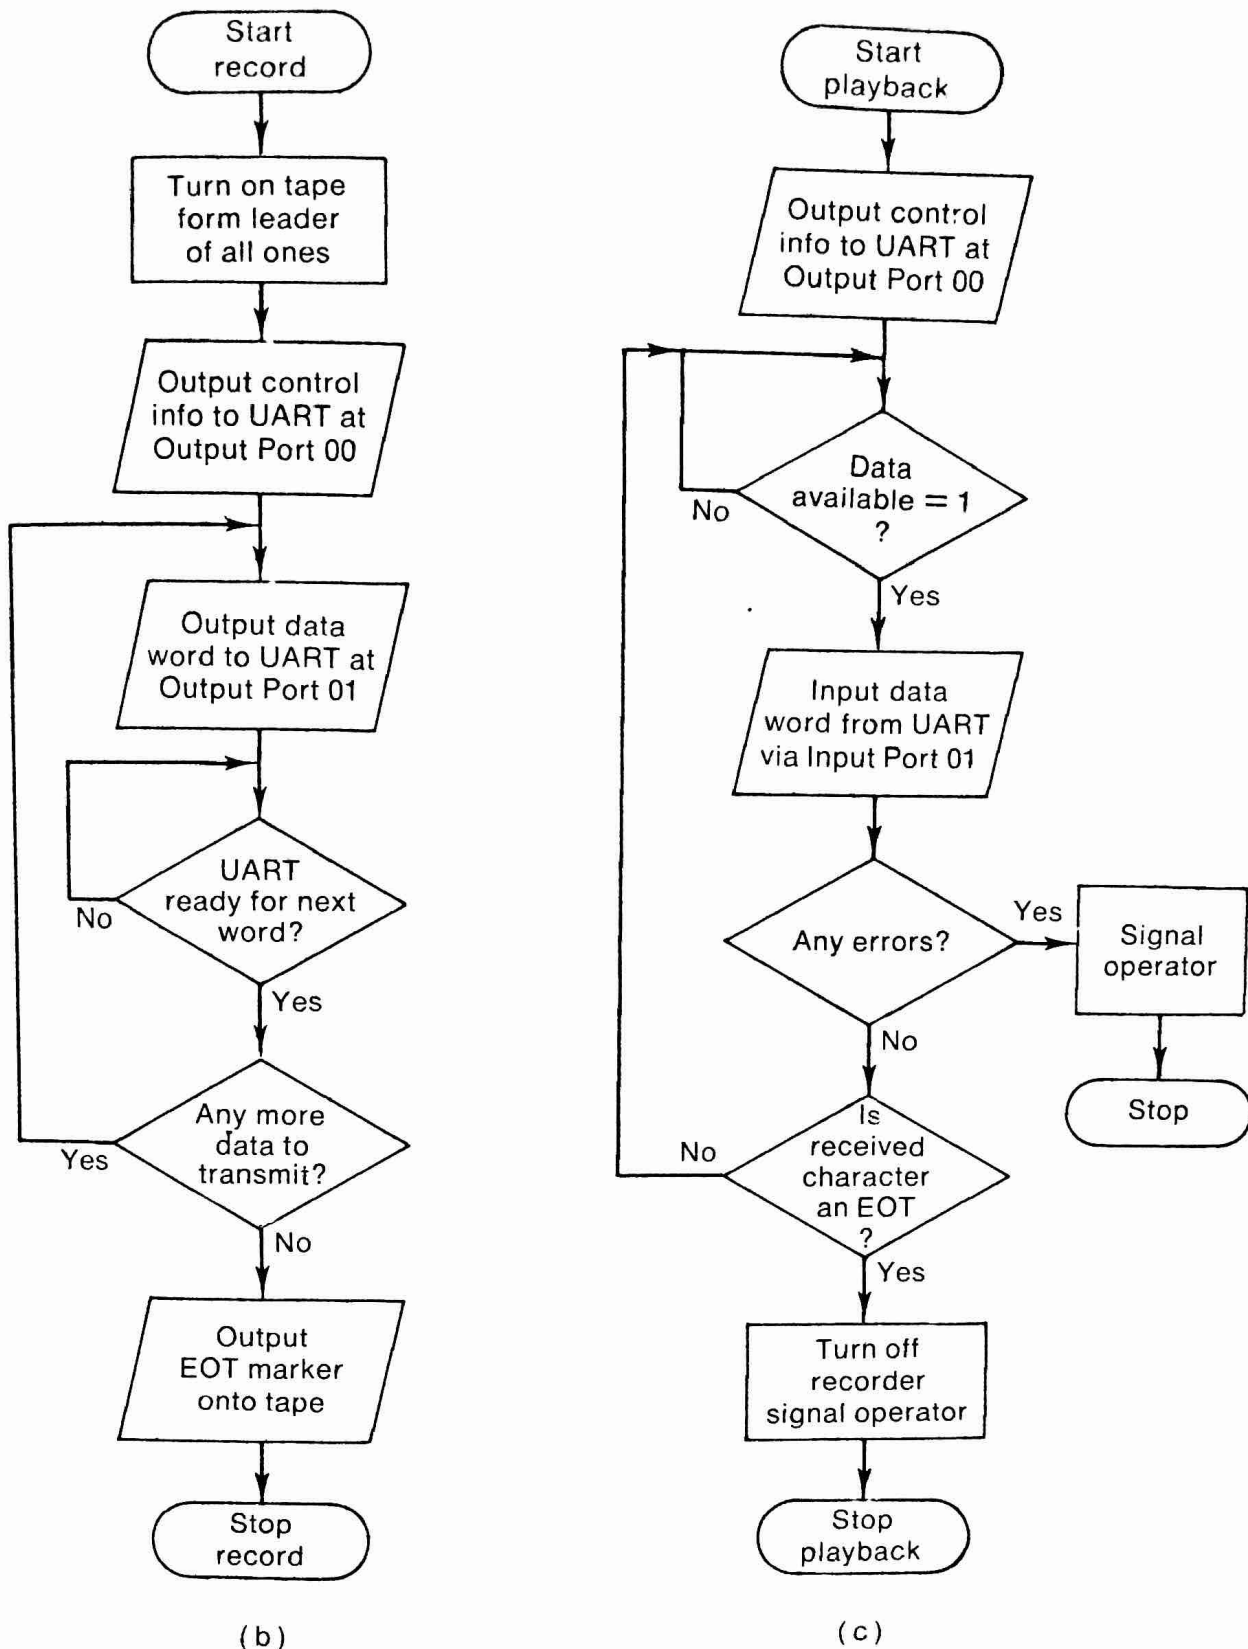 Start
record
Turn on tape
form leader
of all ones
Output control
info to UART at
Output Port 00
Output data
word to UART at
Output Port 01
UART
ready for next
word?
No
Yes
Any more
data to
transmit?
Yes
No
Output
EOT marker
onto tape
Stop
record
(b)
Start
playback
Output control
info to UART at
Output Port 00
Data
available = 1
?
No
Yes
Input data
word from UART
via Input Port 01
Any errors?
Yes
Signal
operator
Stop
No
Is
received
character
an EOT
?
No
Yes
Turn off
recorder
signal operator
Stop
playback
(c)